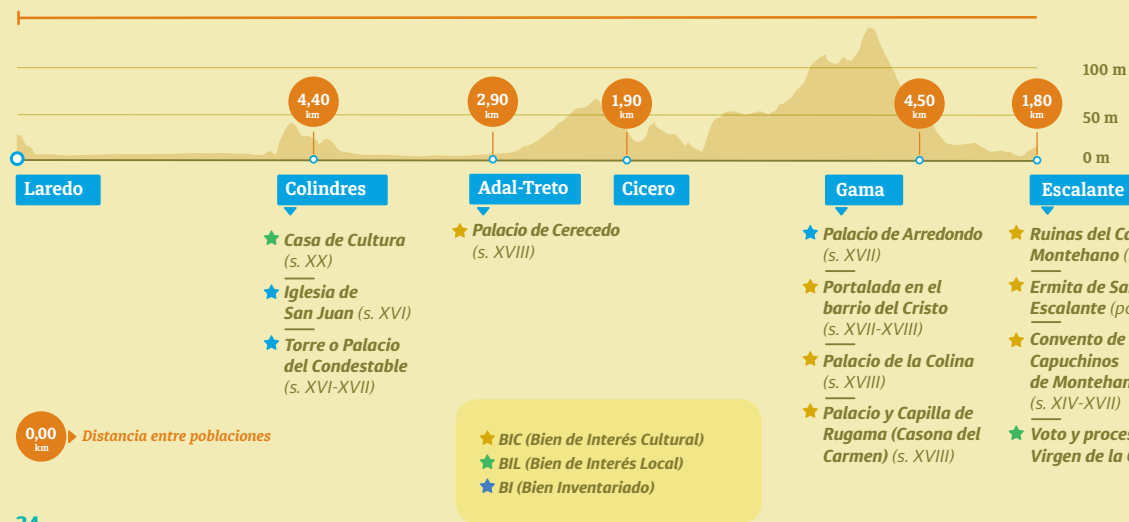 100 m
50 m
0 m
4,40
km
2,90
km
1,90
km
4,50
km
1,80
km
Laredo
Colindres
Adal-Treto
Cicero
Gama
Escalante
Casa de Cultura
(s. XX)
Iglesia de
San Juan (s. XVI)
Torre o Palacio
del Condestable
(s. XVI-XVII)
Palacio de Cerecedo
(s. XVIII)
Palacio de Arredondo
(s. XVII)
Portalada en el
barrio del Cristo
(s. XVII-XVIII)
Palacio de la Colina
(s. XVIII)
Palacio y Capilla de
Rugama (Casona del
Carmen) (s. XVIII)
Ruinas del
Montehano
Ermita de
Escalante
Convento de
Capuchinos
de
(s. XIV-XVII)
Voto y
Virgen de la
0,00
km
Distancia entre poblaciones
BIC (Bien de Interés Cultural)
BIL (Bien de Interés Local)
BI (Bien Inventariado)